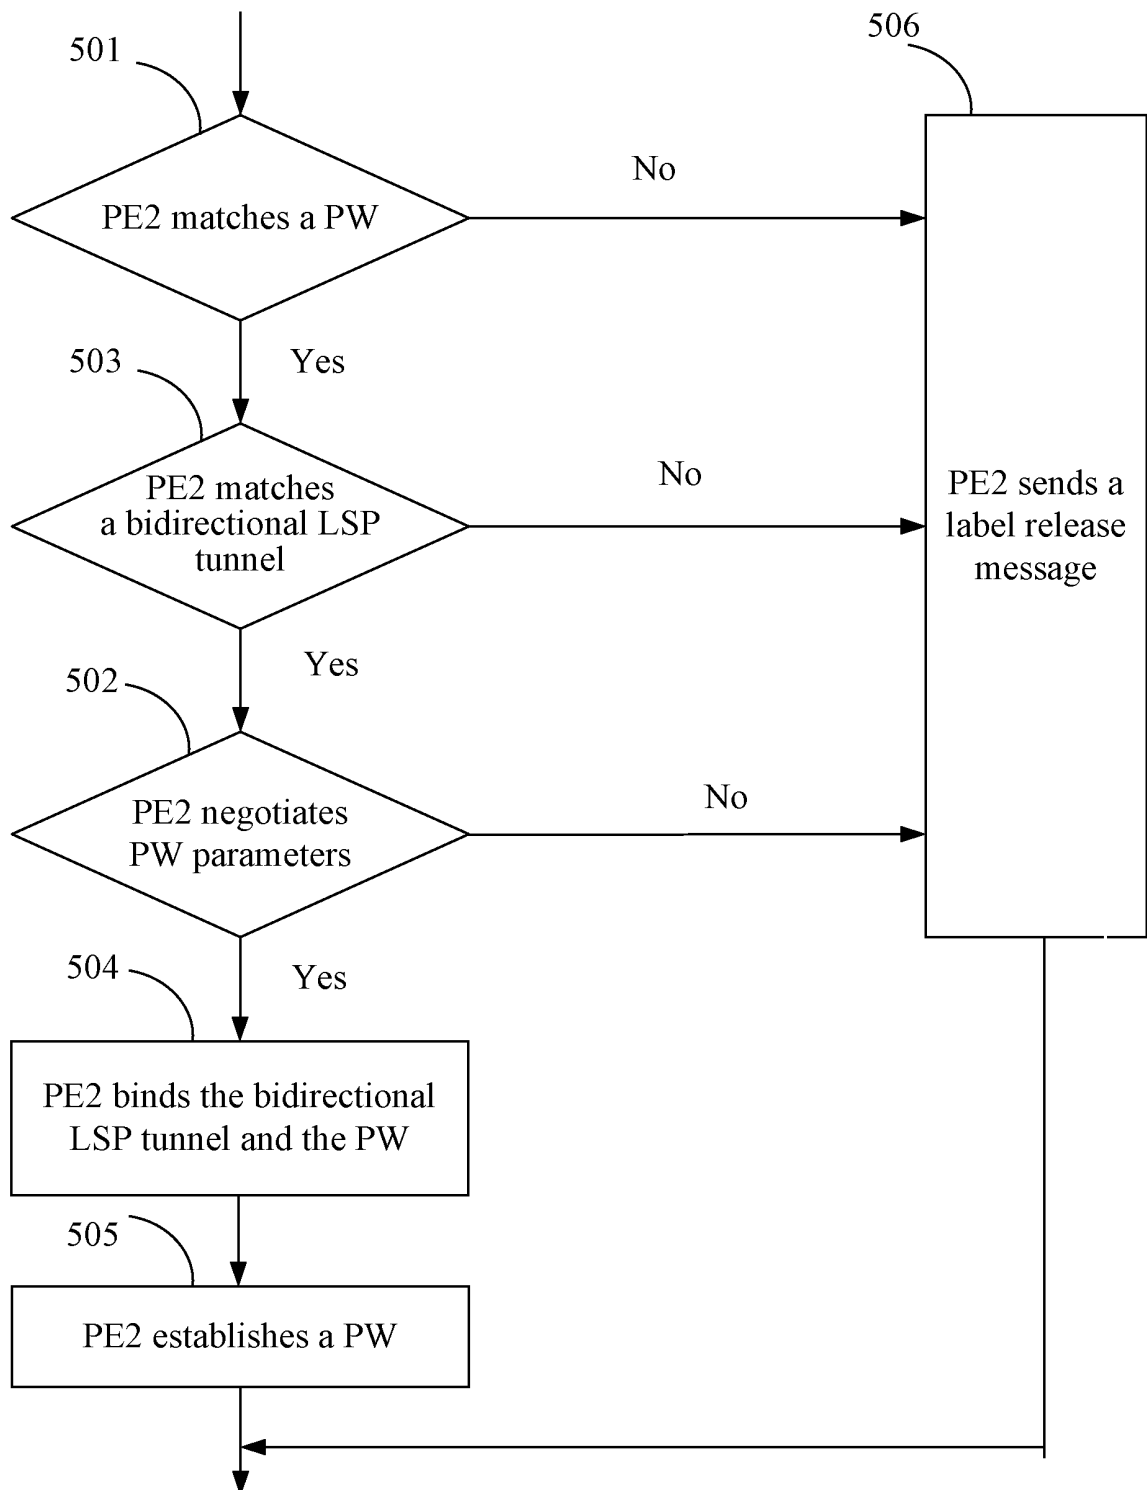 501
506
No
PE2 matches a PW
Yes
503
No
PE2 matches
a bidirectional LSP
tunnel
PE2 sends a
label release
message
Yes
502
No
PE2 negotiates
PW parameters
Yes
504
PE2 binds the bidirectional
LSP tunnel and the PW
505
PE2 establishes a PW